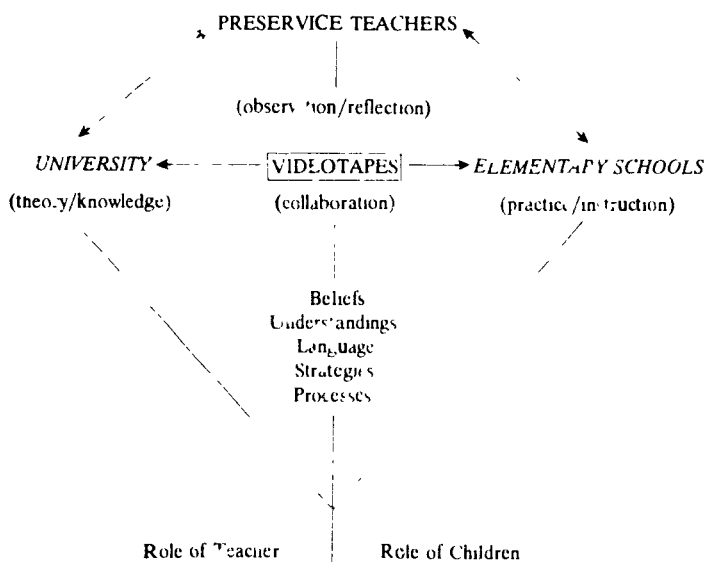 PRESERVICE TEACHERS
(observation/reflection)
UNIVERSITY VIDEOTAPES ELEMENTARY SCHOOLS
(theory/knowledge) (collaboration) (practice/instruction)
Beliefs
Understandings
Language
Strategies
Processes
Role of Teacher Role of Children